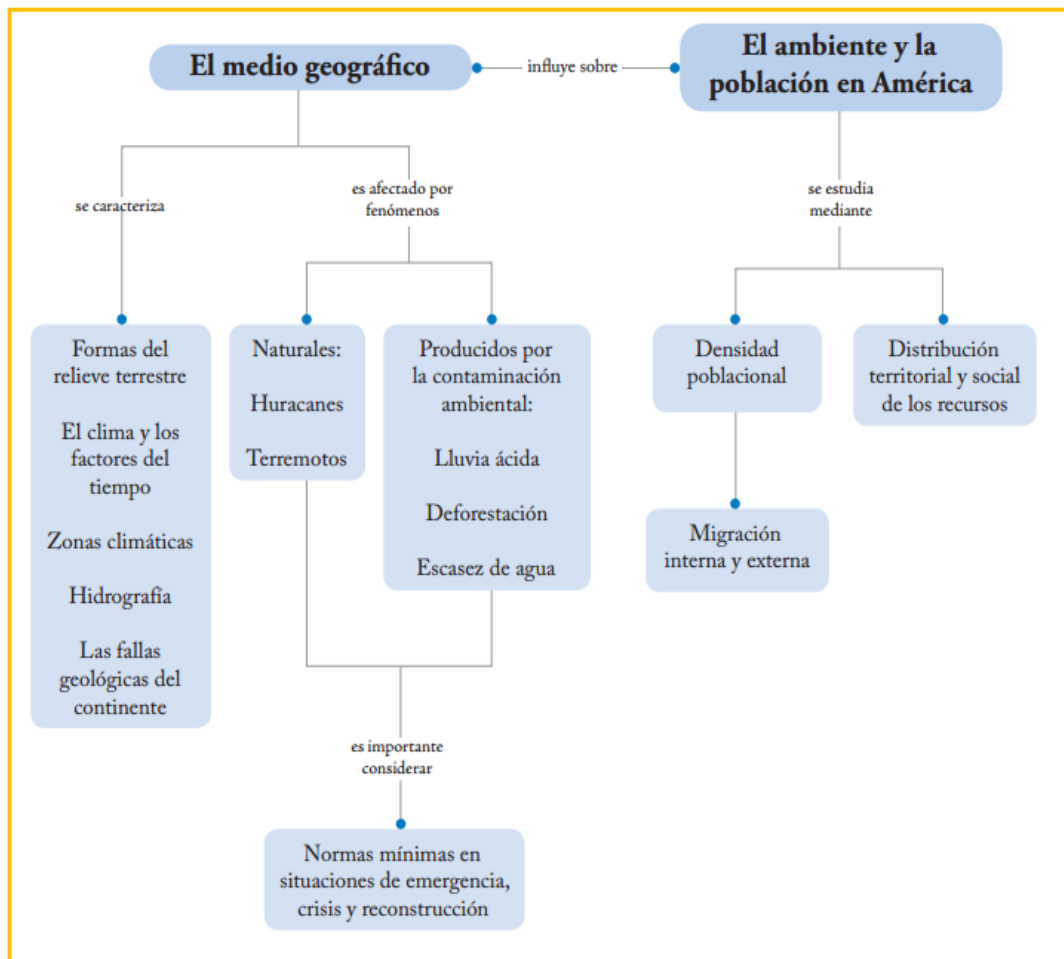 El medio geográfico
influye sobre
El ambiente y la
población en América
se caracteriza
es afectado por
fenómenos
se estudia
mediante
Formas del
relieve terrestre
El clima y los
factores del
tiempo
Zonas climáticas
Hidrografía
Las fallas
geológicas del
continente
Naturales:
Huracanes
Terremotos
Producidos por
la contaminación
ambiental:
Lluvia ácida
Deforestación
Escasez de agua
Densidad
poblacional
Distribución
territorial y social
de los recursos
Migración
interna y externa
es importante
considerar
Normas mínimas en
situaciones de emergencia,
crisis y reconstrucción